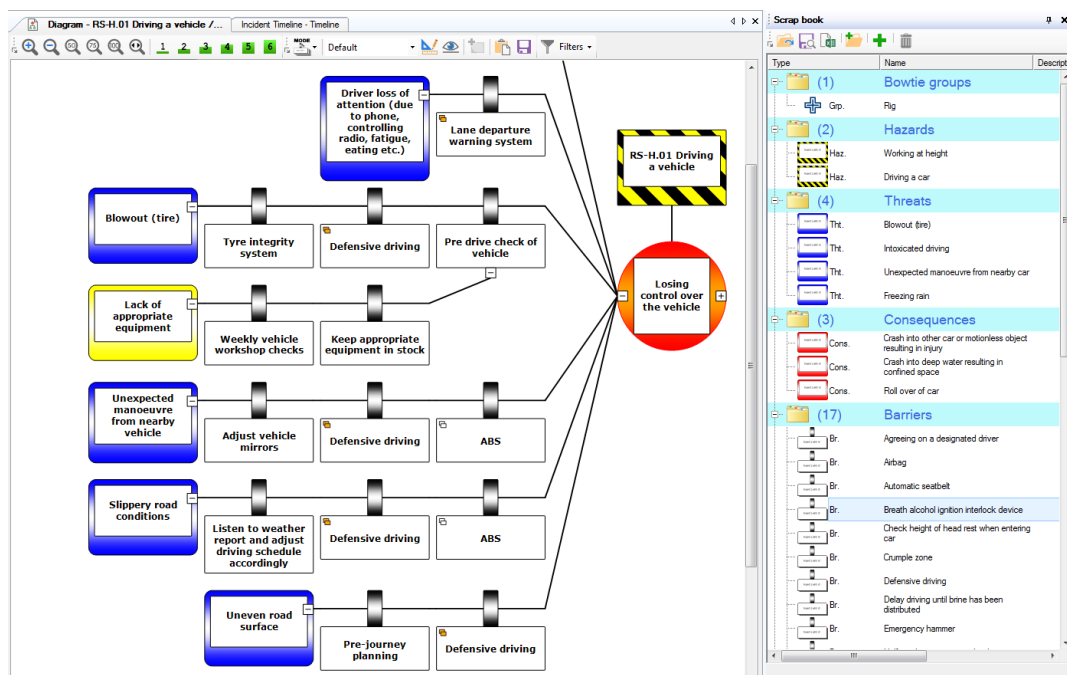 Diagram - RS-H.01 Driving a vehicle /...
Incident Timeline - Timeline
50
75
100
1
2
3
4
5
6
MODE
Default
Filters
Driver loss of
attention (due
to phone,
controlling
radio, fatigue,
eating etc.)
Lane departure
warning system
RS-H.01 Driving
a vehicle
Blowout (tire)
Tyre integrity
system
Defensive driving
Pre drive check of
vehicle
Losing
control over
the vehicle
Lack of
appropriate
equipment
Weekly vehicle
workshop checks
Keep appropriate
equipment in stock
Unexpected
manoeuvre
from nearby
vehicle
Adjust vehicle
mirrors
Defensive driving
ABS
Slippery road
conditions
Listen to weather
report and adjust
driving schedule
accordingly
Defensive driving
ABS
Uneven road
surface
Pre-journey
planning
Defensive driving
Scrap book
Type
Name
Descript
(1) Bowtie groups
Grp. Rig
(2) Hazards
Haz. Working at height
Haz. Driving a car
(4) Threats
Tht. Blowout (tire)
Tht. Intoxicated driving
Tht. Unexpected manoeuvre from nearby car
Tht. Freezing rain
(3) Consequences
Cons. Crash into other car or motionless object
resulting in injury
Cons. Crash into deep water resulting in
confined space
Cons. Roll over of car
(17) Barriers
Br. Agreeing on a designated driver
Br. Airbag
Br. Automatic seatbelt
Br. Breath alcohol ignition interlock device
Br. Check height of head rest when entering
car
Br. Crumple zone
Br. Defensive driving
Br. Delay driving until brine has been
distributed
Br. Emergency hammer